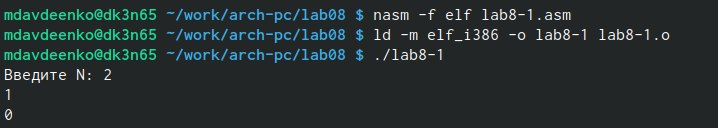 mdavdeenko@dk3n65 ~/work/arch-pc/lab08 $ nasm -f elf lab8-1.asm
mdavdeenko@dk3n65 ~/work/arch-pc/lab08 $ ld -m elf_i386 -o lab8-1 lab8-1.o
mdavdeenko@dk3n65 ~/work/arch-pc/lab08 $ ./lab8-1
Введите N: 2
1
0